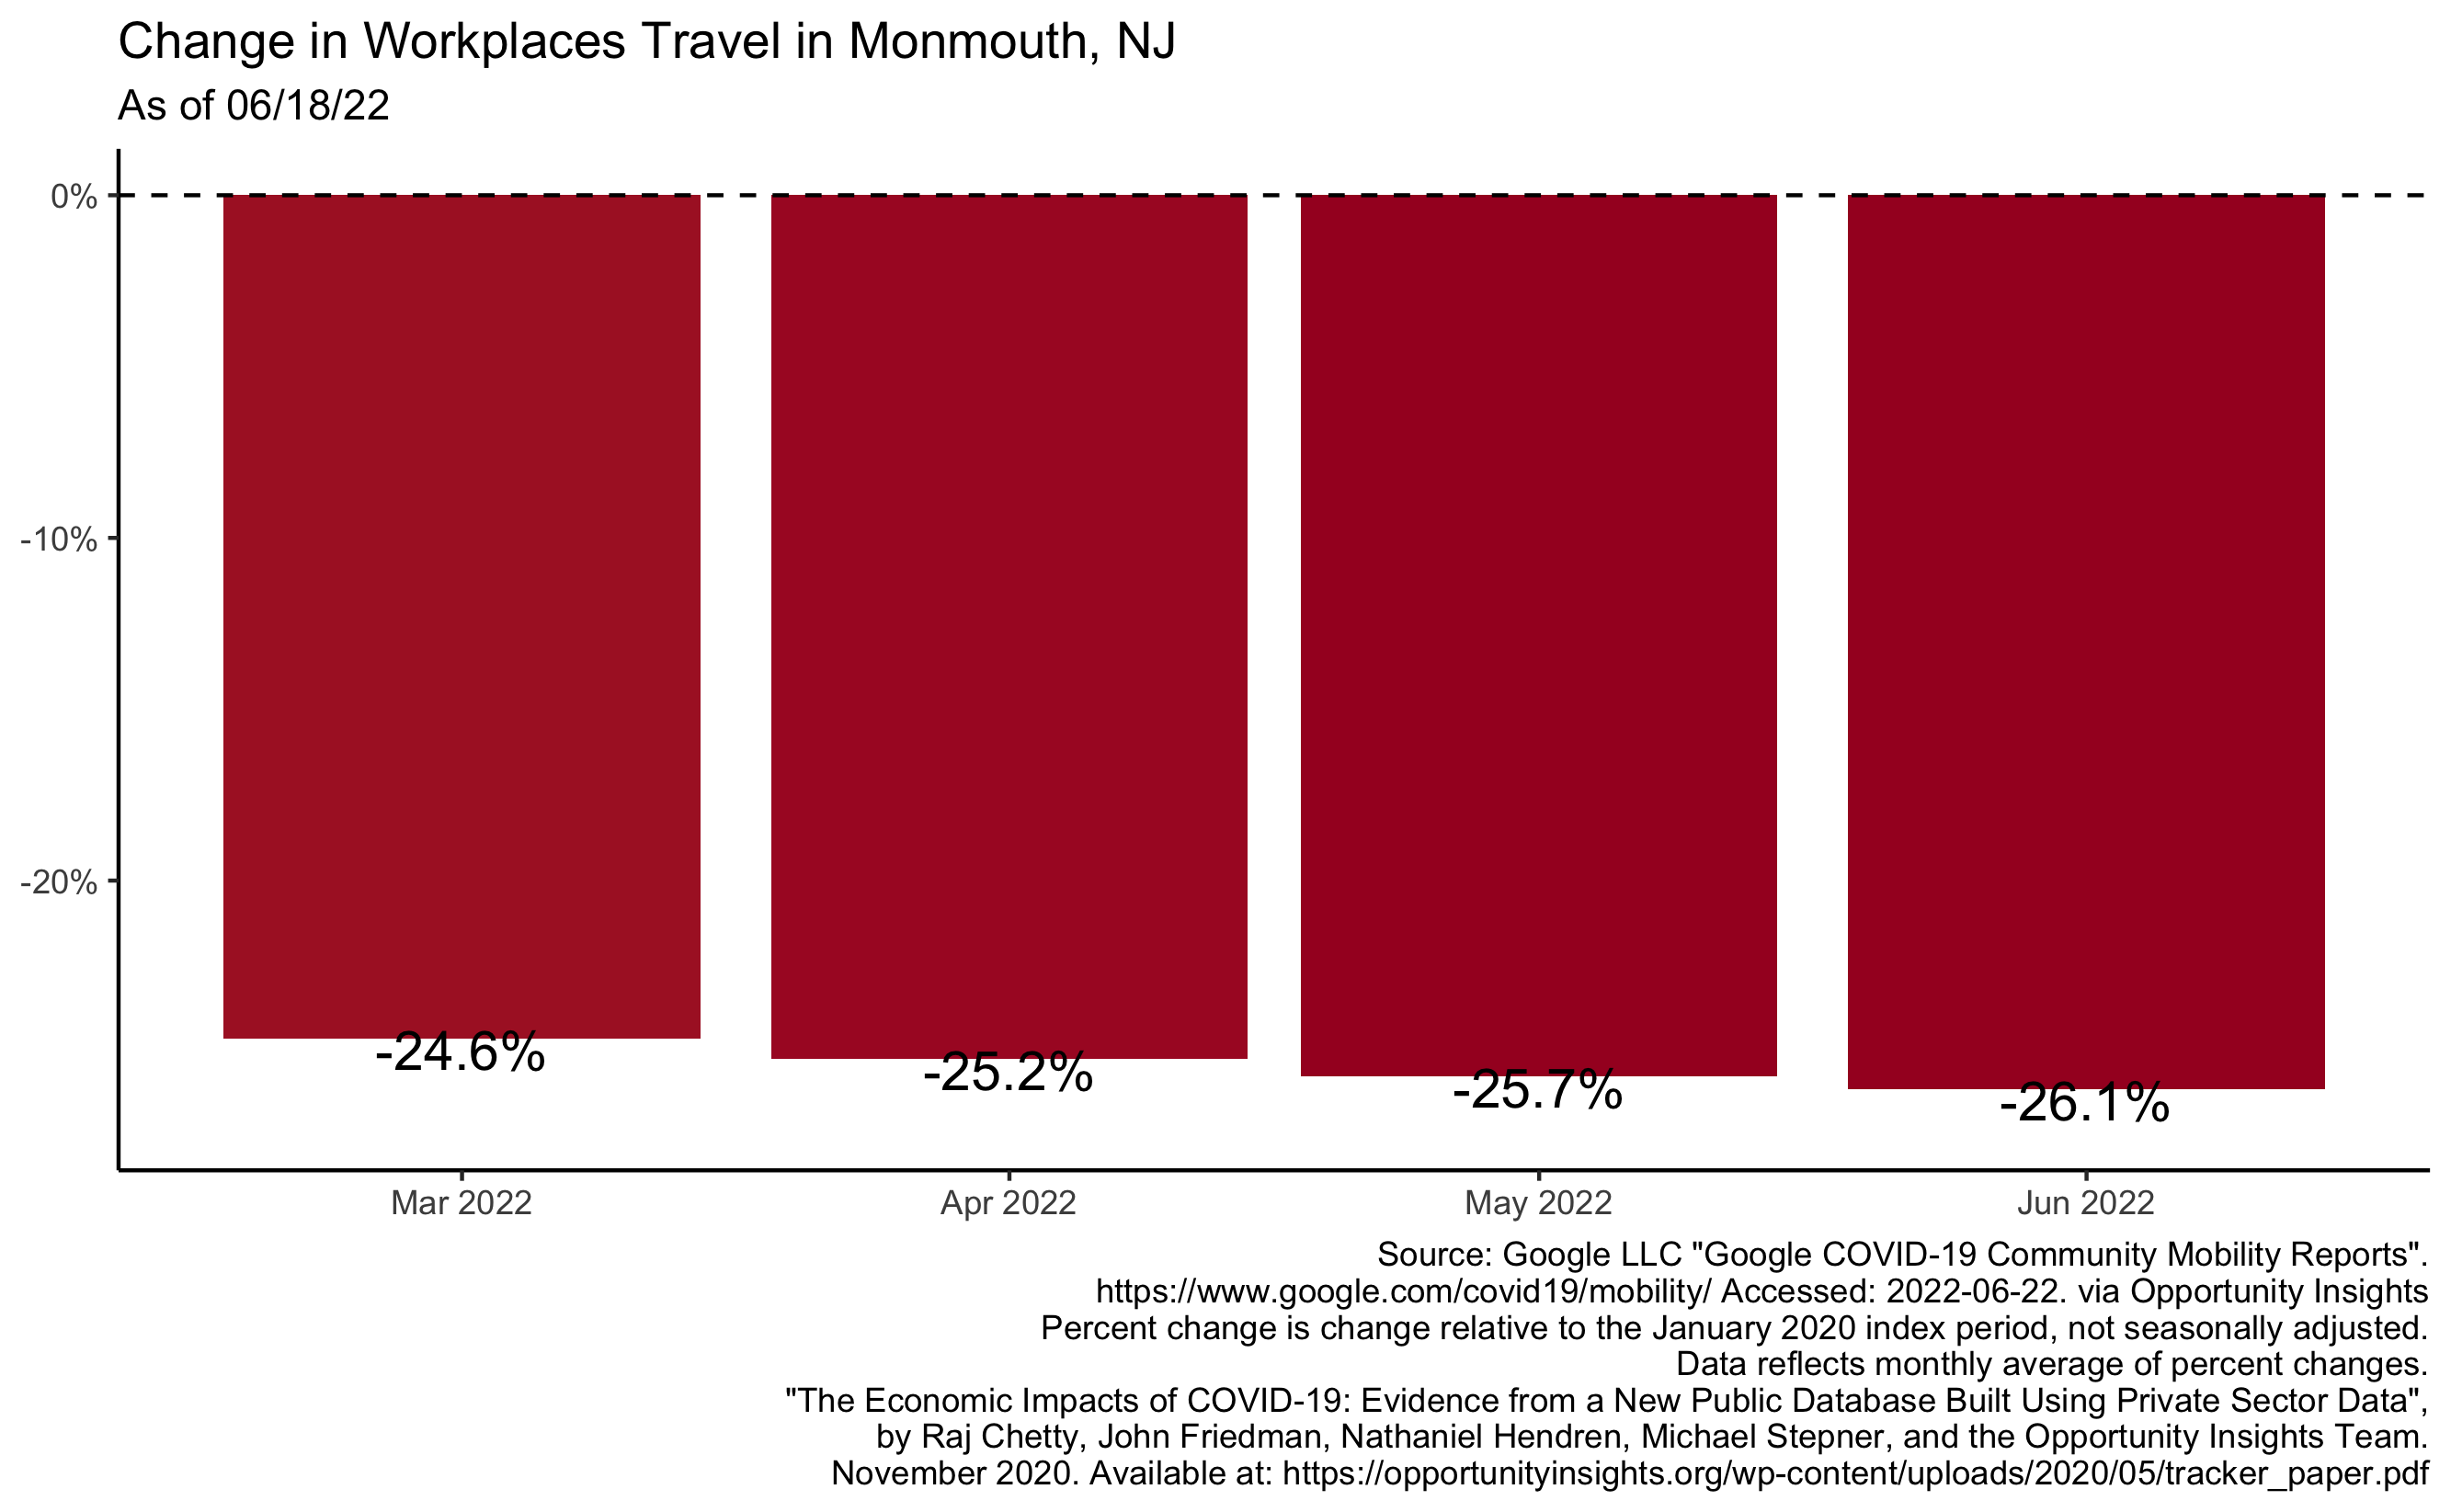 Change in Workplaces Travel in Monmouth, NJ
As of 06/18/22
0%
-10%
-20%
-24.6%
-25.2%
-25.7%
-26.1%
Mar 2022
Apr 2022
May 2022
Jun 2022
Source: Google LLC "Google COVID-19 Community Mobility Reports".
https://www.google.com/covid19/mobility/ Accessed: 2022-06-22. via Opportunity Insights
Percent change is change relative to the January 2020 index period, not seasonally adjusted.
Data reflects monthly average of percent changes.
"The Economic Impacts of COVID-19: Evidence from a New Public Database Built Using Private Sector Data",
by Raj Chetty, John Friedman, Nathaniel Hendren, Michael Stepner, and the Opportunity Insights Team.
November 2020. Available at: https://opportunityinsights.org/wp-content/uploads/2020/05/tracker_paper.pdf